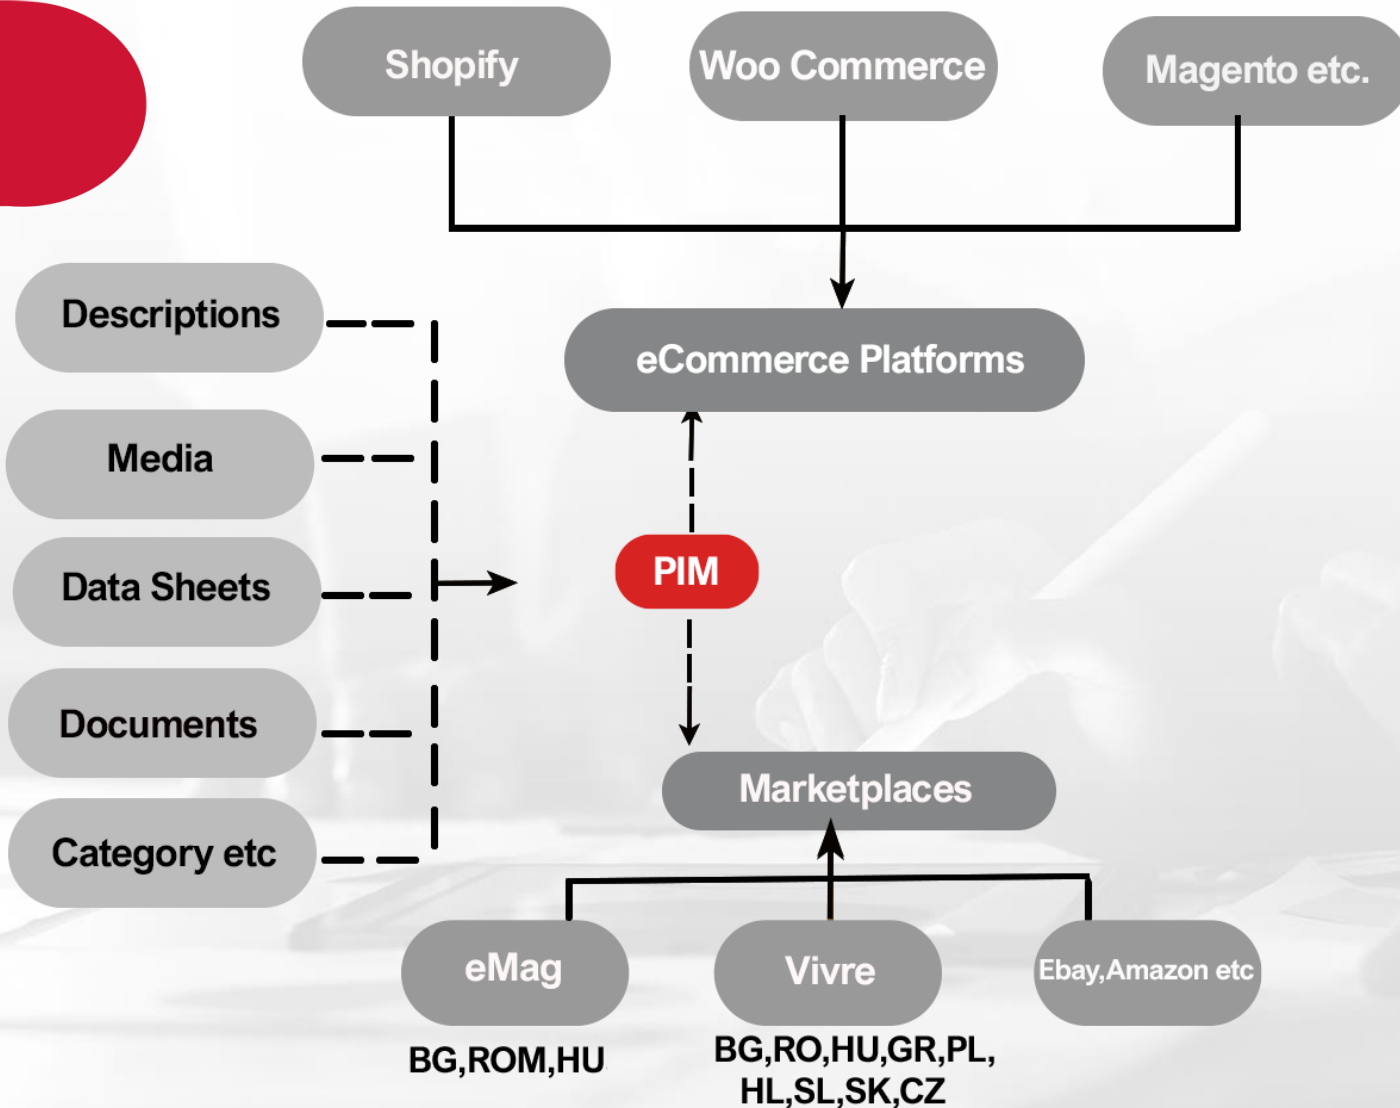 Shopify
Woo Commerce
Magento etc.
Descriptions
eCommerce Platforms
Media
PIM
Data Sheets
Documents
Marketplaces
Category etc
eMag
Vivre
Ebay,Amazon etc
BG,ROM,HU
BG,RO,HU,GR,PL,
HL,SL,SK,CZ